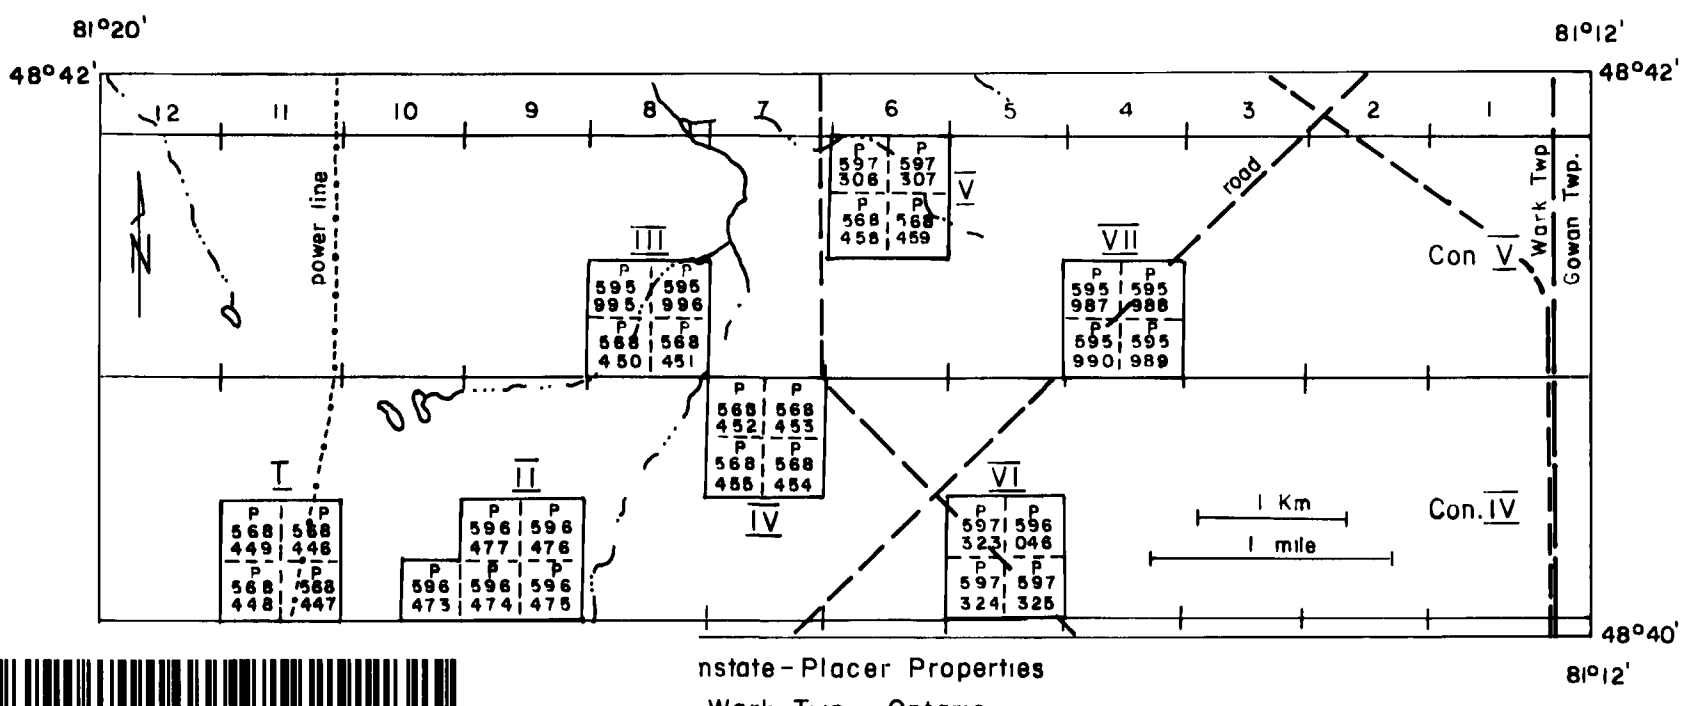 81°20'
81°12'
48°42'
48°42'
12 11 10 9 8 7 6 5 4 3 2 1
power line
road
Wark Twp
Gowan Twp.
N
P 597 306
P 597 307
P 568 458
P 568 459
V
III
P 595 995
P 595 996
P 568 450
568 451
VII
P 595 987
P 595 988
P 595 990
P 595 989
Con V
P 568 452
P 568 453
P 568 455
P 568 454
IV
I
P 568 449
P 568 446
P 568 448
P 568 447
II
P 596 477
P 596 476
P 596 473
P 596 474
P 596 475
VI
P 597 323
P 596 046
P 597 324
P 597 325
1 Km
1 mile
Con. IV
48°40'
81°12'
nstate-Placer Properties